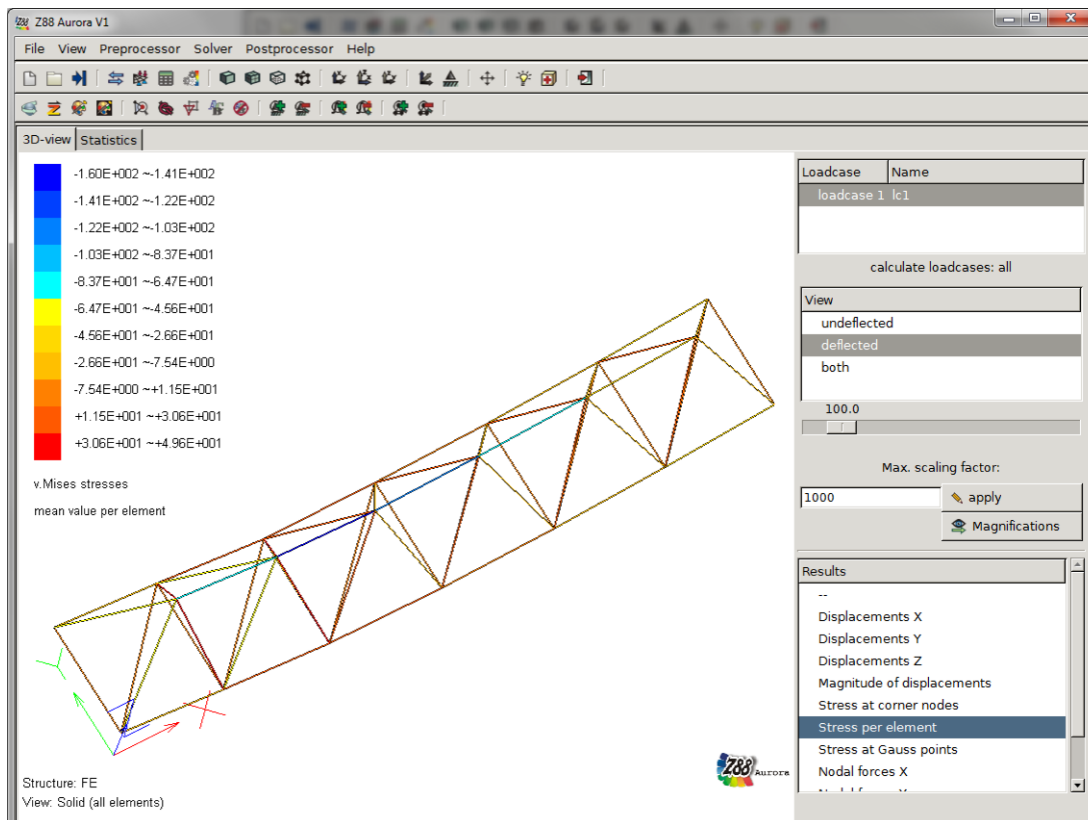 Z88 Aurora V1
File View Preprocessor Solver Postprocessor Help
3D-view Statistics
-1.60E+002 ~-1.41E+002
-1.41E+002 ~-1.22E+002
-1.22E+002 ~-1.03E+002
-1.03E+002 ~-8.37E+001
-8.37E+001 ~-6.47E+001
-6.47E+001 ~-4.56E+001
-4.56E+001 ~-2.66E+001
-2.66E+001 ~-7.54E+000
-7.54E+000 ~+1.15E+001
+1.15E+001 ~+3.06E+001
+3.06E+001 ~+4.96E+001
v.Mises stresses
mean value per element
Y
X
Z
Structure: FE
View: Solid (all elements)
Z88 Aurora
Loadcase Name
loadcase 1 lc1
calculate loadcases: all
View
undeflected
deflected
both
100.0
Max. scaling factor:
1000
apply
Magnifications
Results
--
Displacements X
Displacements Y
Displacements Z
Magnitude of displacements
Stress at corner nodes
Stress per element
Stress at Gauss points
Nodal forces X